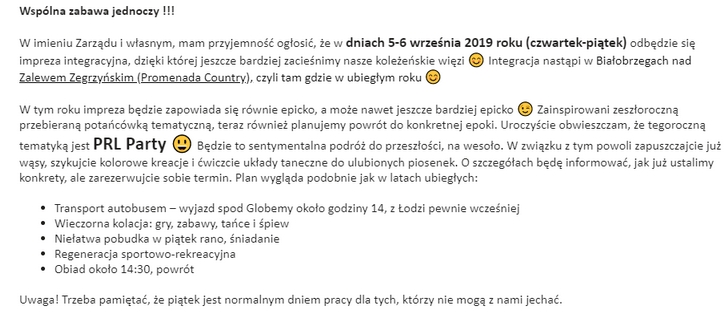 Wspólna zabawa jednoczy !!!
W imieniu Zarządu i własnym, mam przyjemność ogłosić, że w dniach 5-6 września 2019 roku (czwartek-piątek) odbędzie się
impreza integracyjna, dzięki której jeszcze bardziej zacieśnimy nasze koleżeńskie więzi 😊 Integracja nastąpi w Białobrzegach nad
Zalewem Zegrzyńskim (Promenada Country), czyli tam gdzie w ubiegłym roku 😊
W tym roku impreza będzie zapowiada się równie epicko, a może nawet jeszcze bardziej epicko 😉 Zainspirowani zeszłoroczną
przebieraną potańcówką tematyczną, teraz również planujemy powrót do konkretnej epoki. Uroczyście obwieszczam, że tegoroczną
tematyką jest PRL Party 😃 Będzie to sentymentalna podróż do przeszłości, na wesoło. W związku z tym powoli zapuszczajcie już
wąsy, szykujcie kolorowe kreacje i ćwiczcie układy taneczne do ulubionych piosenek. O szczegółach będę informować, jak już ustalimy
konkrety, ale zarezerwujcie sobie termin. Plan wygląda podobnie jak w latach ubiegłych:
• Transport autobusem – wyjazd spod Globemy około godziny 14, z Łodzi pewnie wcześniej
• Wieczorna kolacja: gry, zabawy, tańce i śpiew
• Niełatwa pobudka w piątek rano, śniadanie
• Regeneracja sportowo-rekreacyjna
• Obiad około 14:30, powrót
Uwaga! Trzeba pamiętać, że piątek jest normalnym dniem pracy dla tych, którzy nie mogą z nami jechać.